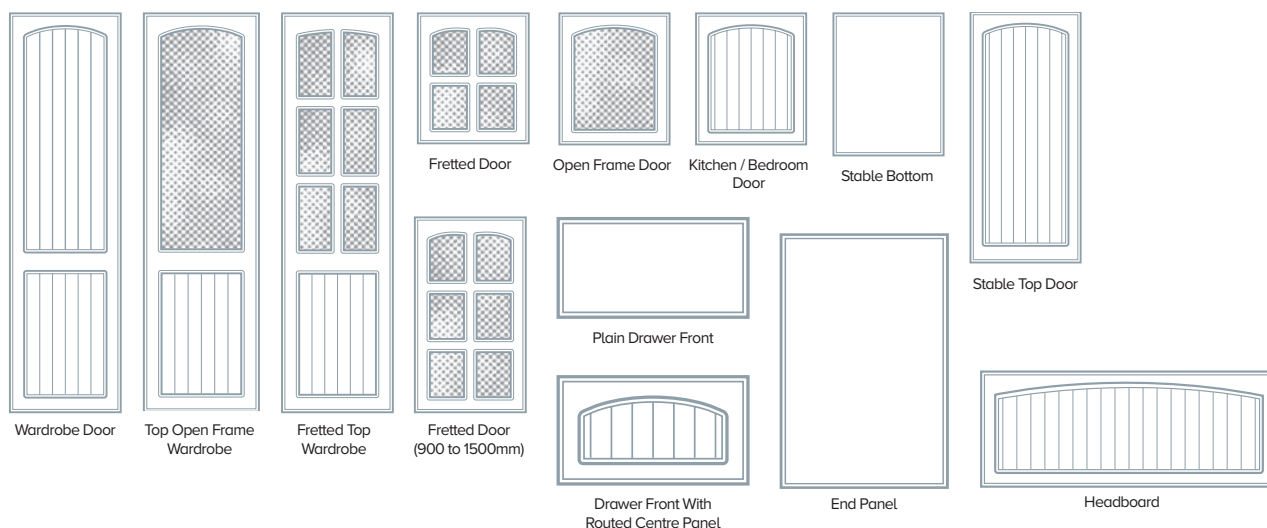 Fretted Door
Open Frame Door
Kitchen / Bedroom
Door
Stable Bottom
Stable Top Door
Plain Drawer Front
Wardrobe Door
Top Open Frame
Wardrobe
Fretted Top
Wardrobe
Fretted Door
(900 to 1500mm)
Drawer Front With
Routed Centre Panel
End Panel
Headboard